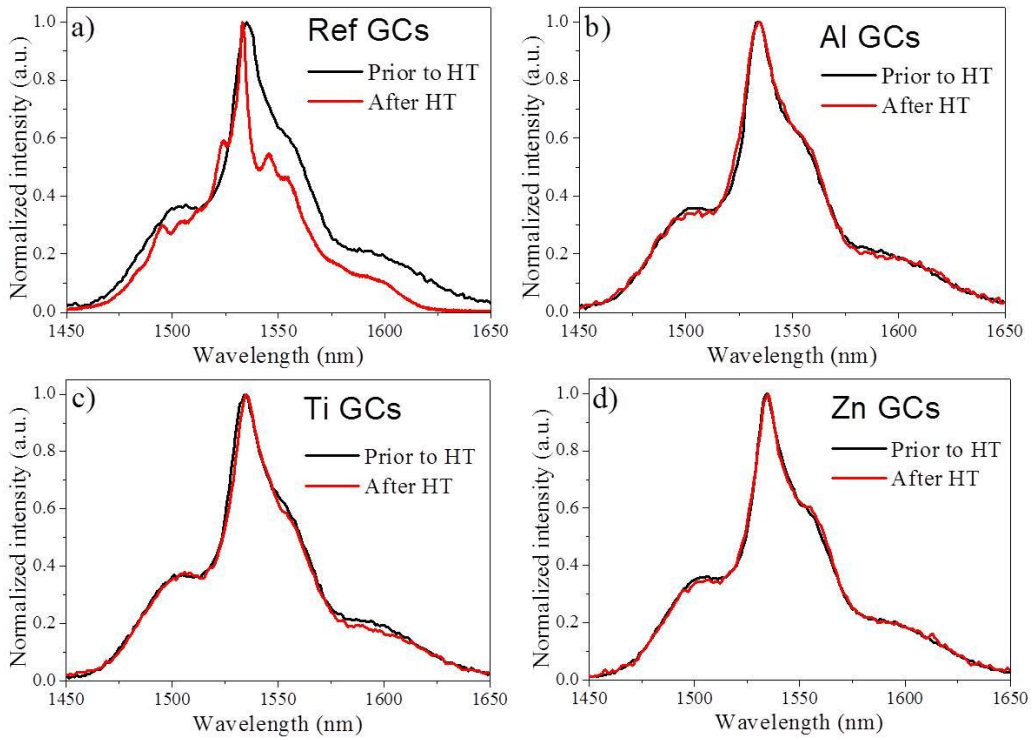 a)
Ref GCs
Prior to HT
After HT
Normalized intensity (a.u.)
1.0
0.8
0.6
0.4
0.2
0.0
1450 1500 1550 1600 1650
Wavelength (nm)
b)
Al GCs
Prior to HT
After HT
Normalized intensity (a.u.)
1.0
0.8
0.6
0.4
0.2
0.0
1450 1500 1550 1600 1650
Wavelength (nm)
c)
Ti GCs
Prior to HT
After HT
Normalized intensity (a.u.)
1.0
0.8
0.6
0.4
0.2
0.0
1450 1500 1550 1600 1650
Wavelength (nm)
d)
Zn GCs
Prior to HT
After HT
Normalized intensity (a.u.)
1.0
0.8
0.6
0.4
0.2
0.0
1450 1500 1550 1600 1650
Wavelength (nm)